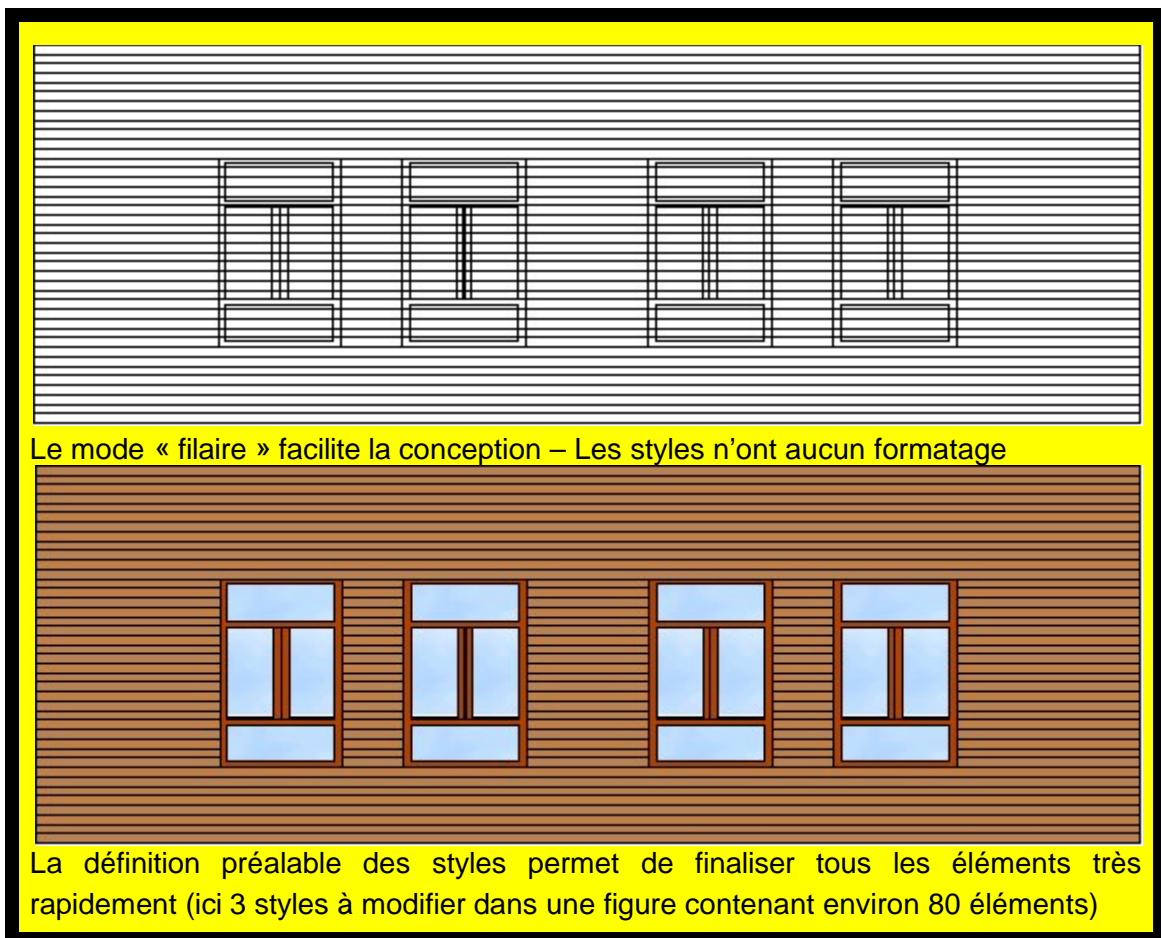 Le mode « filaire » facilite la conception – Les styles n’ont aucun formatage
La définition préalable des styles permet de finaliser tous les éléments très
rapidement (ici 3 styles à modifier dans une figure contenant environ 80 éléments)